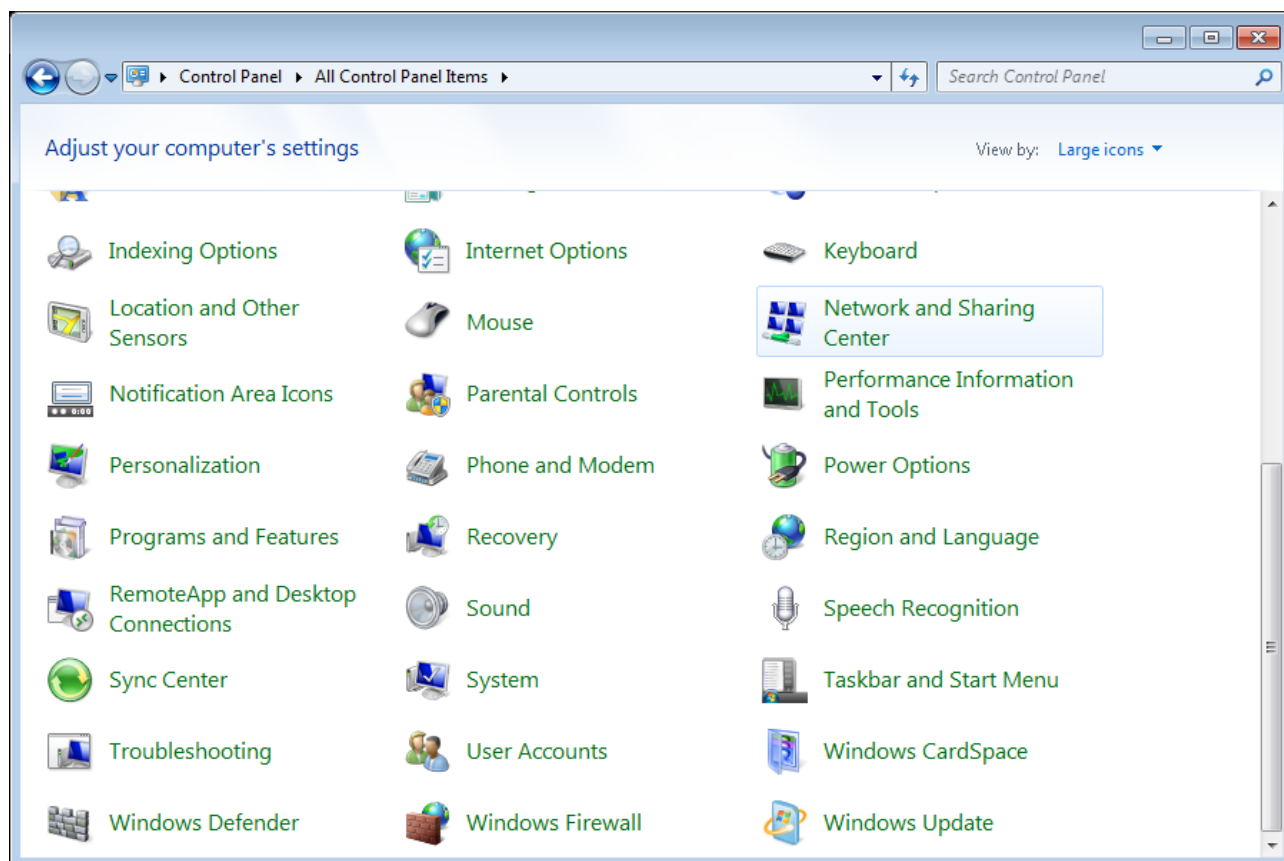 Control Panel All Control Panel Items Search Control Panel
Adjust your computer's settings View by: Large icons
Indexing Options Internet Options Keyboard
Location and Other Sensors Mouse Network and Sharing Center
Notification Area Icons Parental Controls Performance Information and Tools
Personalization Phone and Modem Power Options
Programs and Features Recovery Region and Language
RemoteApp and Desktop Connections Sound Speech Recognition
Sync Center System Taskbar and Start Menu
Troubleshooting User Accounts Windows CardSpace
Windows Defender Windows Firewall Windows Update